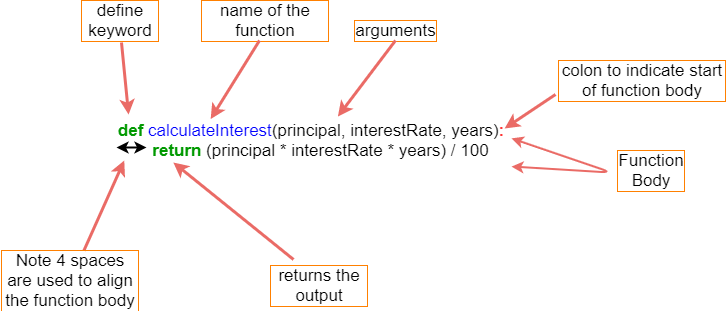 define
keyword
name of the
function
arguments
colon to indicate start
of function body
def calculateInterest(principal, interestRate, years):
return (principal * interestRate * years) / 100
Function
Body
Note 4 spaces
are used to align
the function body
returns the
output